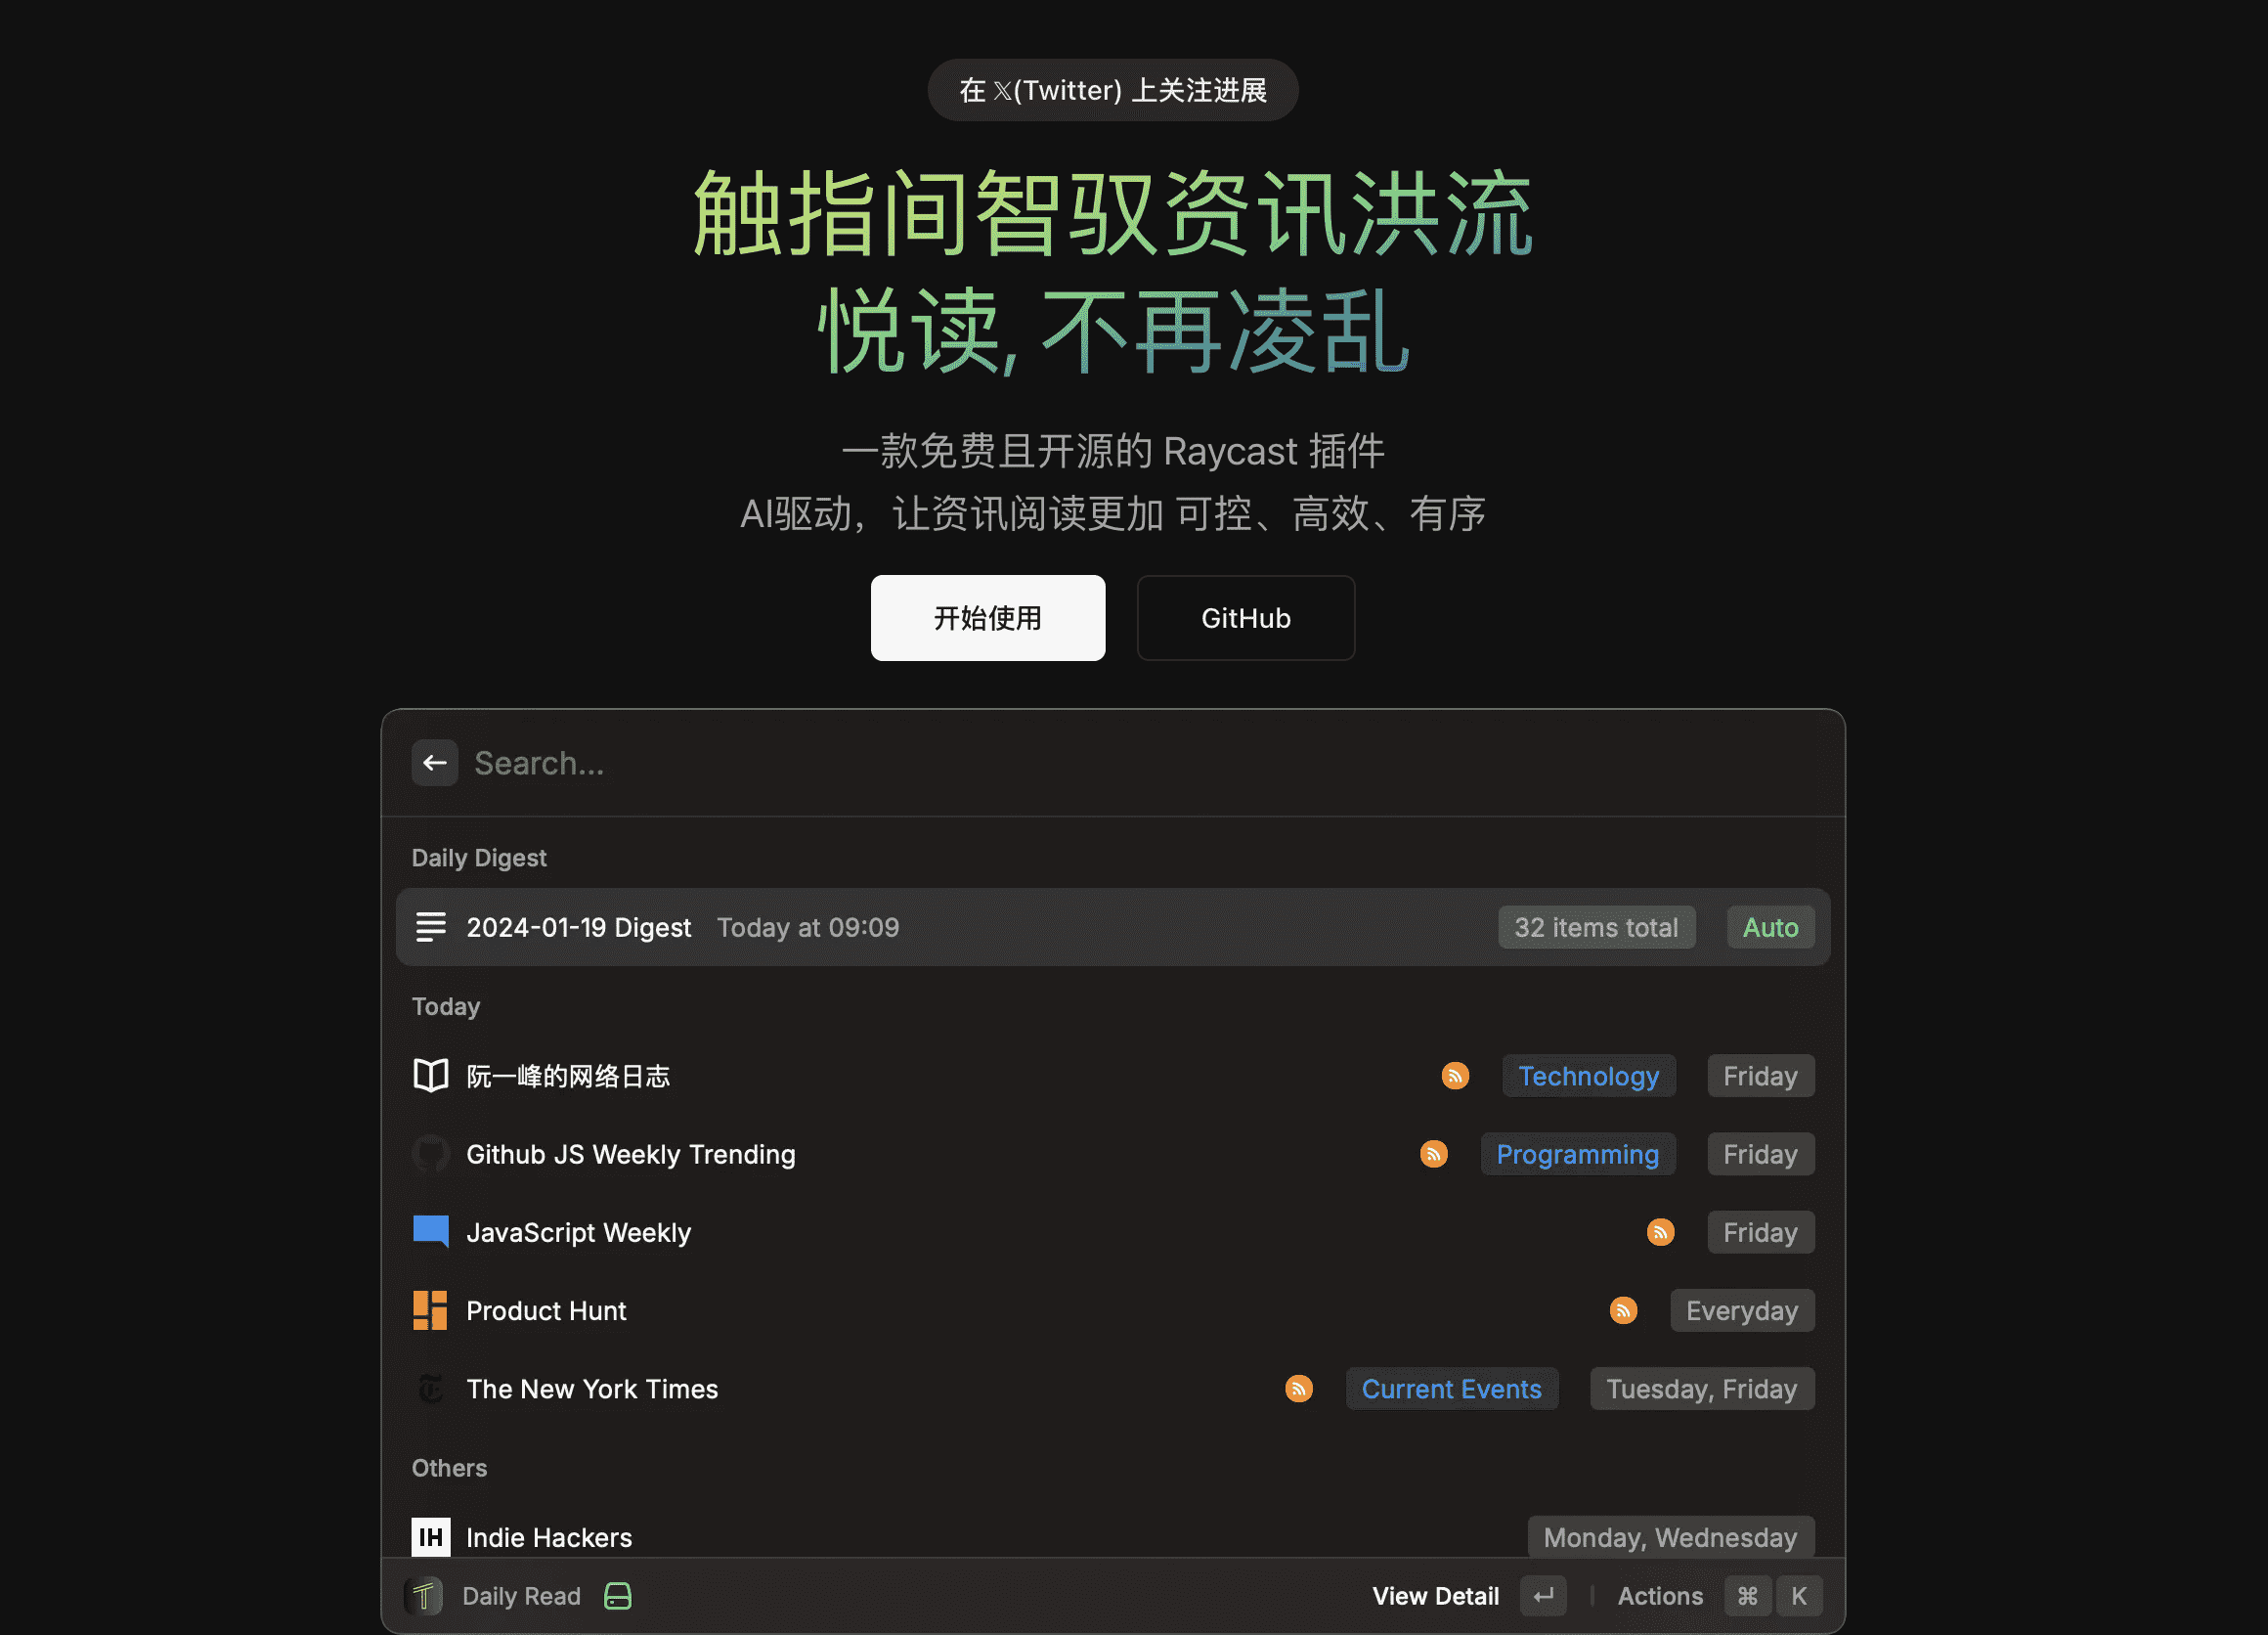 在 𝕏(Twitter) 上关注进展
触指间智驭资讯洪流
悦读, 不再凌乱
一款免费且开源的 Raycast 插件
AI驱动，让资讯阅读更加 可控、高效、有序
开始使用 GitHub
Search...
Daily Digest
2024-01-19 Digest Today at 09:09 32 items total Auto
Today
阮一峰的网络日志 Technology Friday
Github JS Weekly Trending Programming Friday
JavaScript Weekly Friday
Product Hunt Everyday
The New York Times Current Events Tuesday, Friday
Others
IH Indie Hackers Monday, Wednesday
Daily Read View Detail ↵ Actions ⌘ K